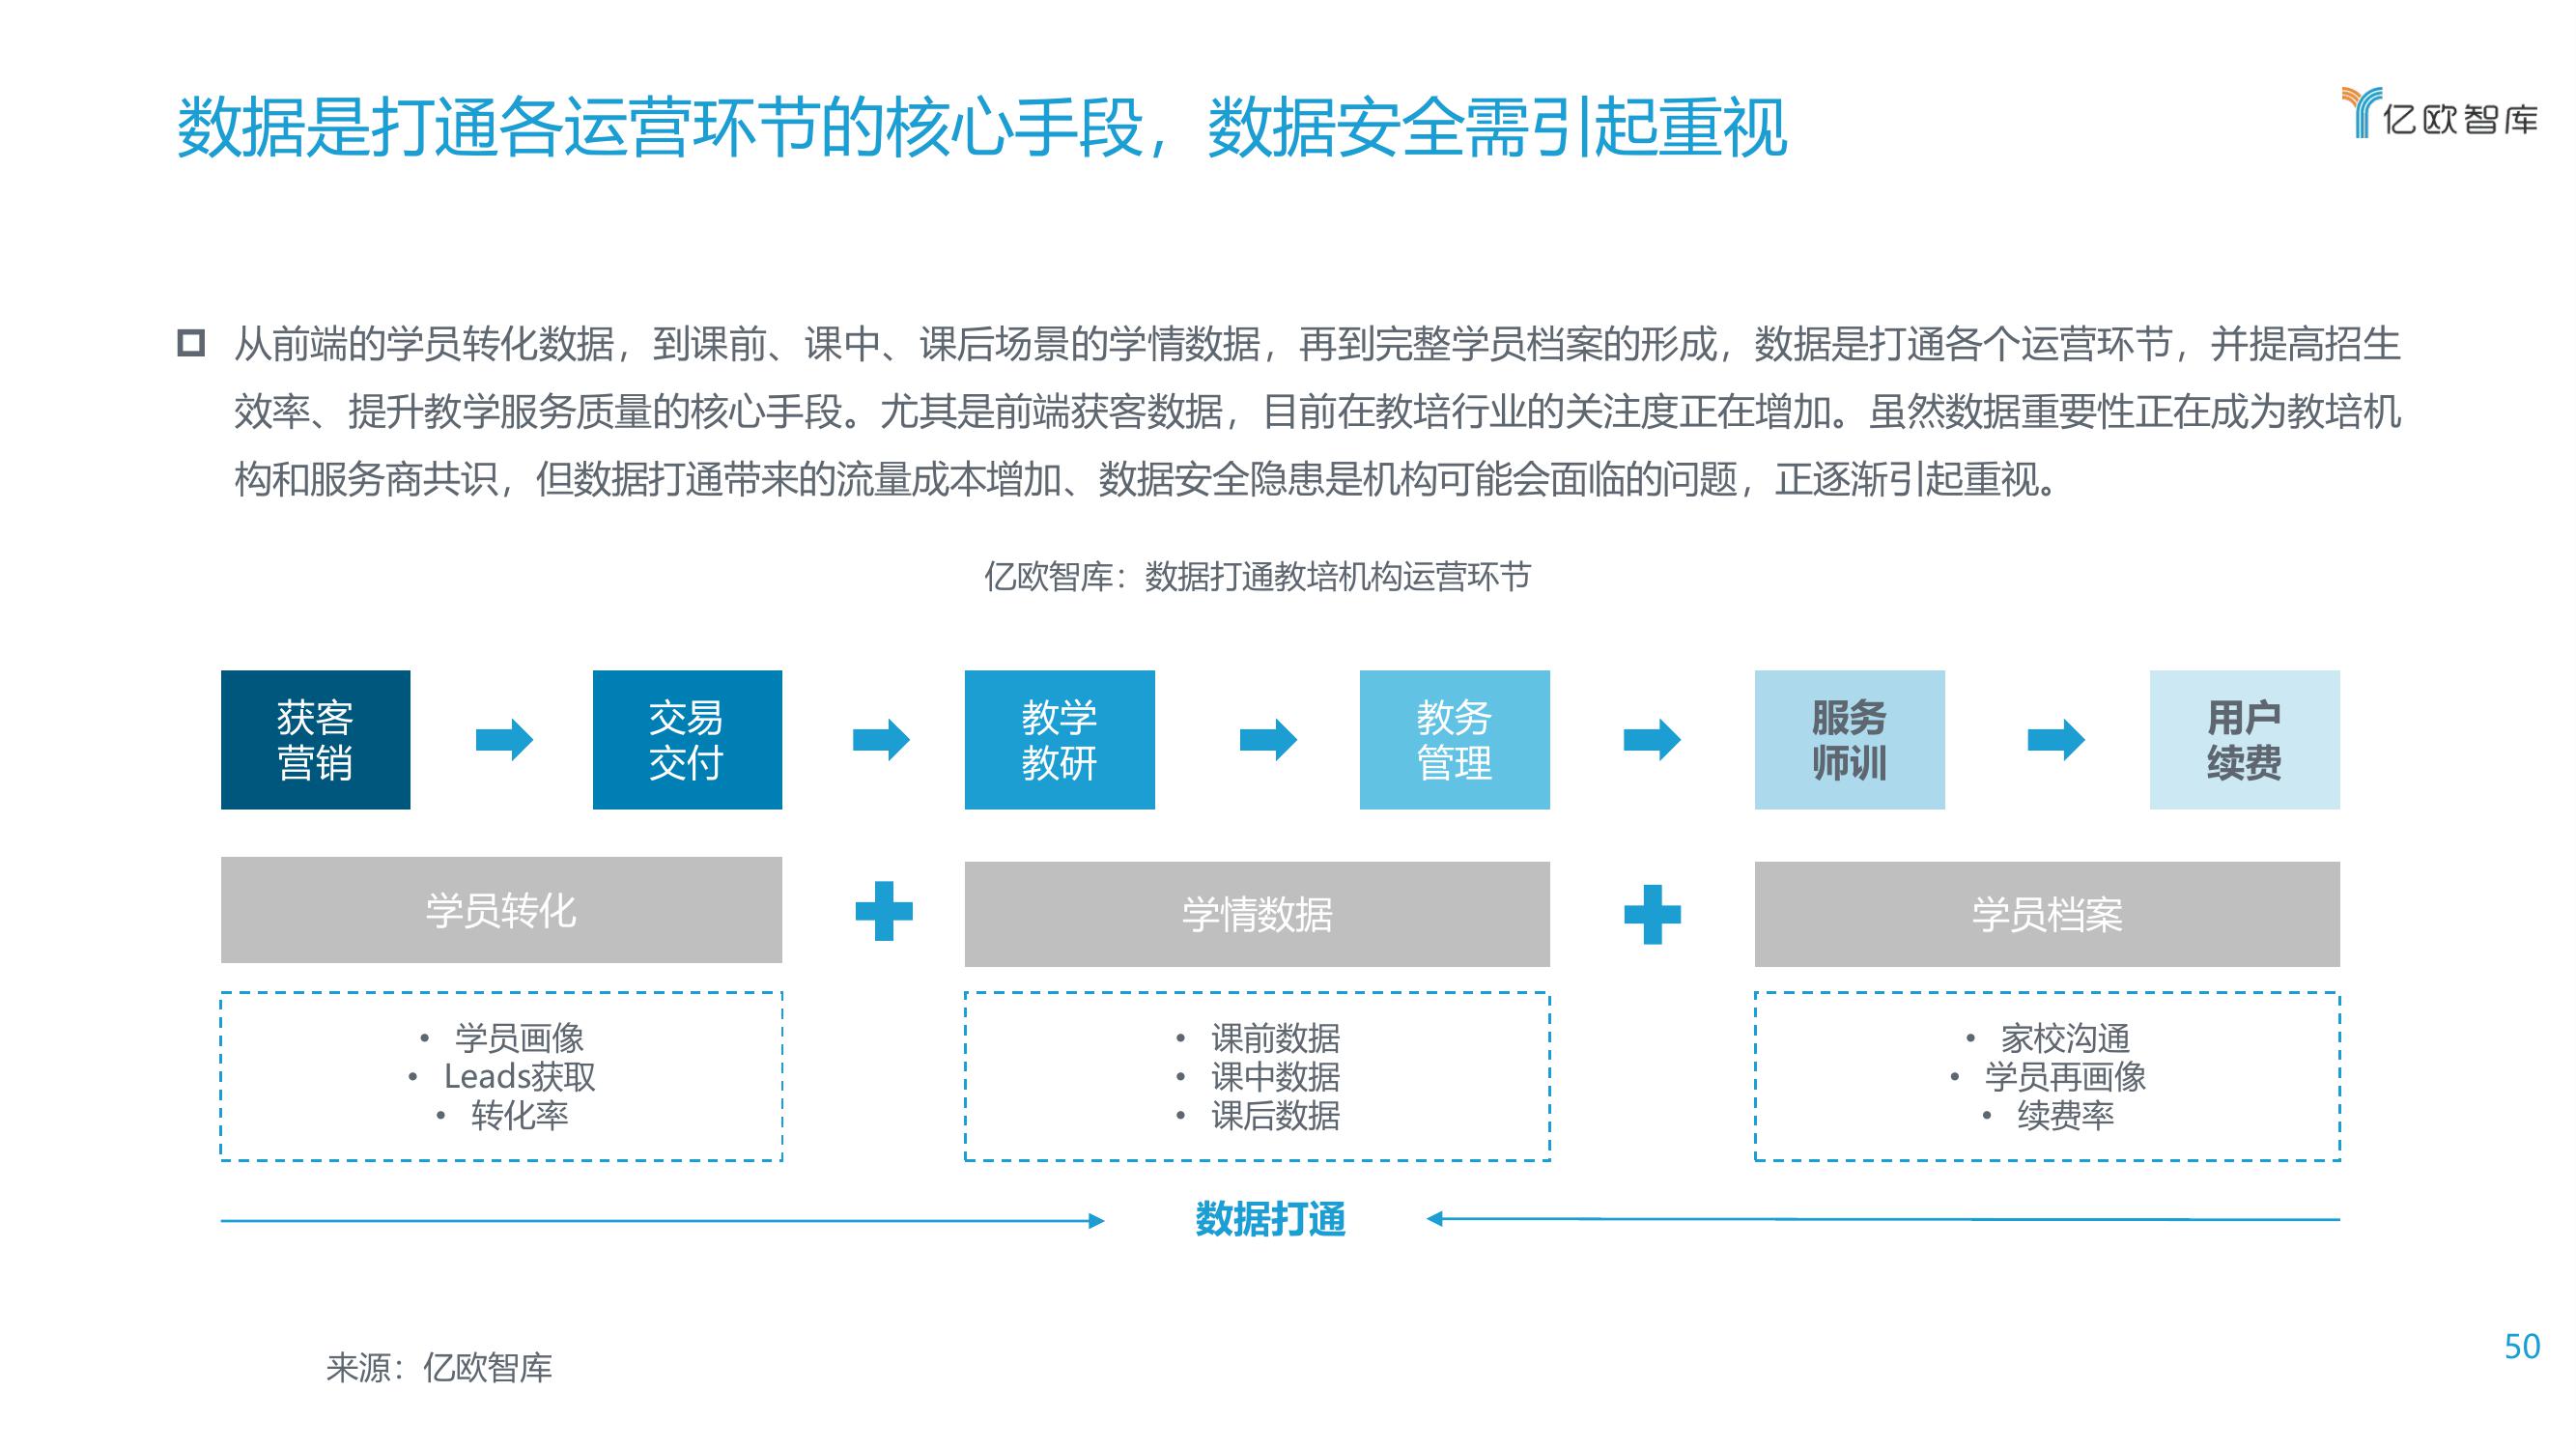 数据是打通各运营环节的核心手段，数据安全需引起重视
亿欧智库
从前端的学员转化数据，到课前、课中、课后场景的学情数据，再到完整学员档案的形成，数据是打通各个运营环节，并提高招生
效率、提升教学服务质量的核心手段。尤其是前端获客数据，目前在教培行业的关注度正在增加。虽然数据重要性正在成为教培机
构和服务商共识，但数据打通带来的流量成本增加、数据安全隐患是机构可能会面临的问题，正逐渐引起重视。
亿欧智库：数据打通教培机构运营环节
获客
营销
交易
交付
教学
教研
教务
管理
服务
师训
用户
续费
学员转化
学情数据
学员档案
• 学员画像
• Leads获取
• 转化率
• 课前数据
• 课中数据
• 课后数据
• 家校沟通
• 学员再画像
• 续费率
数据打通
来源：亿欧智库
50